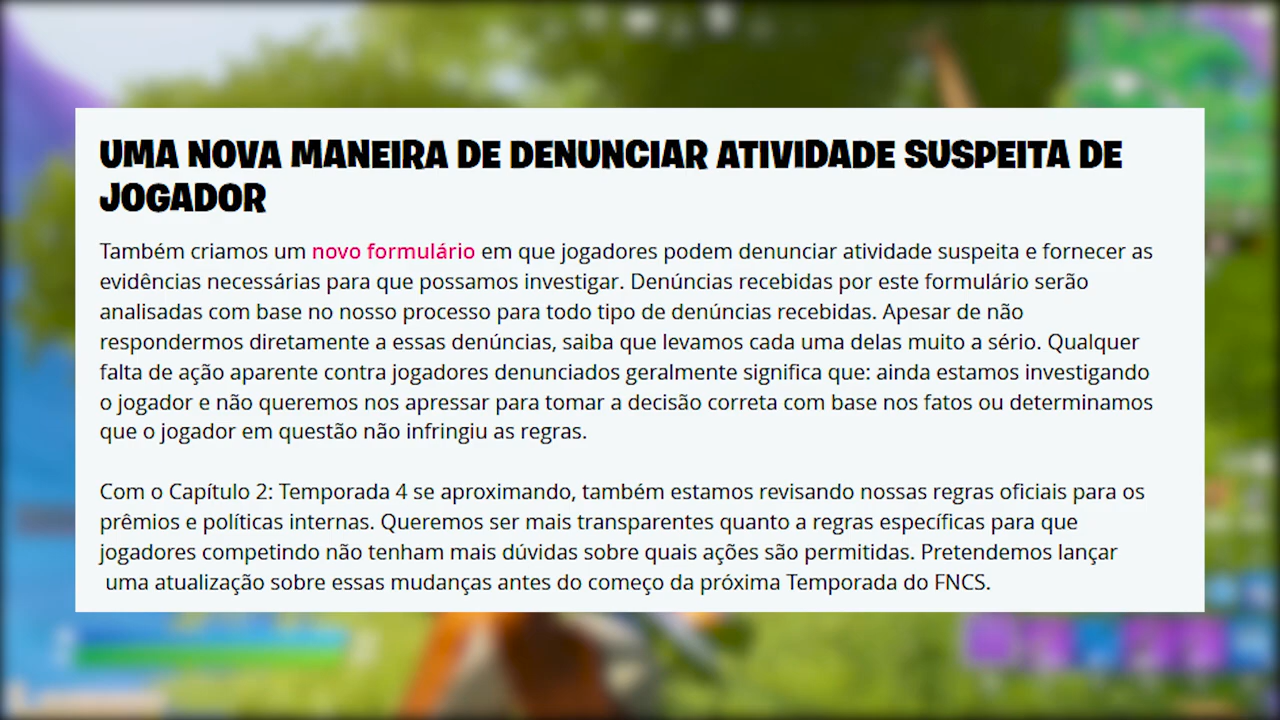 UMA NOVA MANEIRA DE DENUNCIAR ATIVIDADE SUSPEITA DE
JOGADOR
Também criamos um novo formulário em que jogadores podem denunciar atividade suspeita e fornecer as
evidências necessárias para que possamos investigar. Denúncias recebidas por este formulário serão
analisadas com base no nosso processo para todo tipo de denúncias recebidas. Apesar de não
respondermos diretamente a essas denúncias, saiba que levamos cada uma delas muito a sério. Qualquer
falta de ação aparente contra jogadores denunciados geralmente significa que: ainda estamos investigando
o jogador e não queremos nos apressar para tomar a decisão correta com base nos fatos ou determinamos
que o jogador em questão não infringiu as regras.
Com o Capítulo 2: Temporada 4 se aproximando, também estamos revisando nossas regras oficiais para os
prêmios e políticas internas. Queremos ser mais transparentes quanto a regras específicas para que
jogadores competindo não tenham mais dúvidas sobre quais ações são permitidas. Pretendemos lançar
uma atualização sobre essas mudanças antes do começo da próxima Temporada do FNCS.